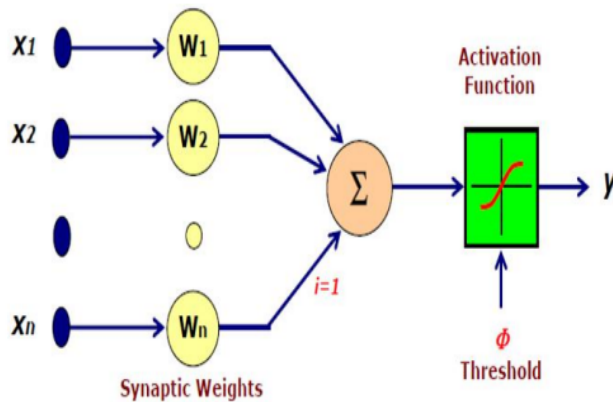 X1
W1
Activation
Function
X2
W2
Σ
y
i=1
Xn
Wn
Φ
Threshold
Synaptic Weights